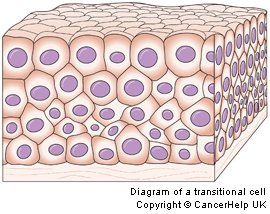 Diagram of a transitional cell
Copyright © CancerHelp UK